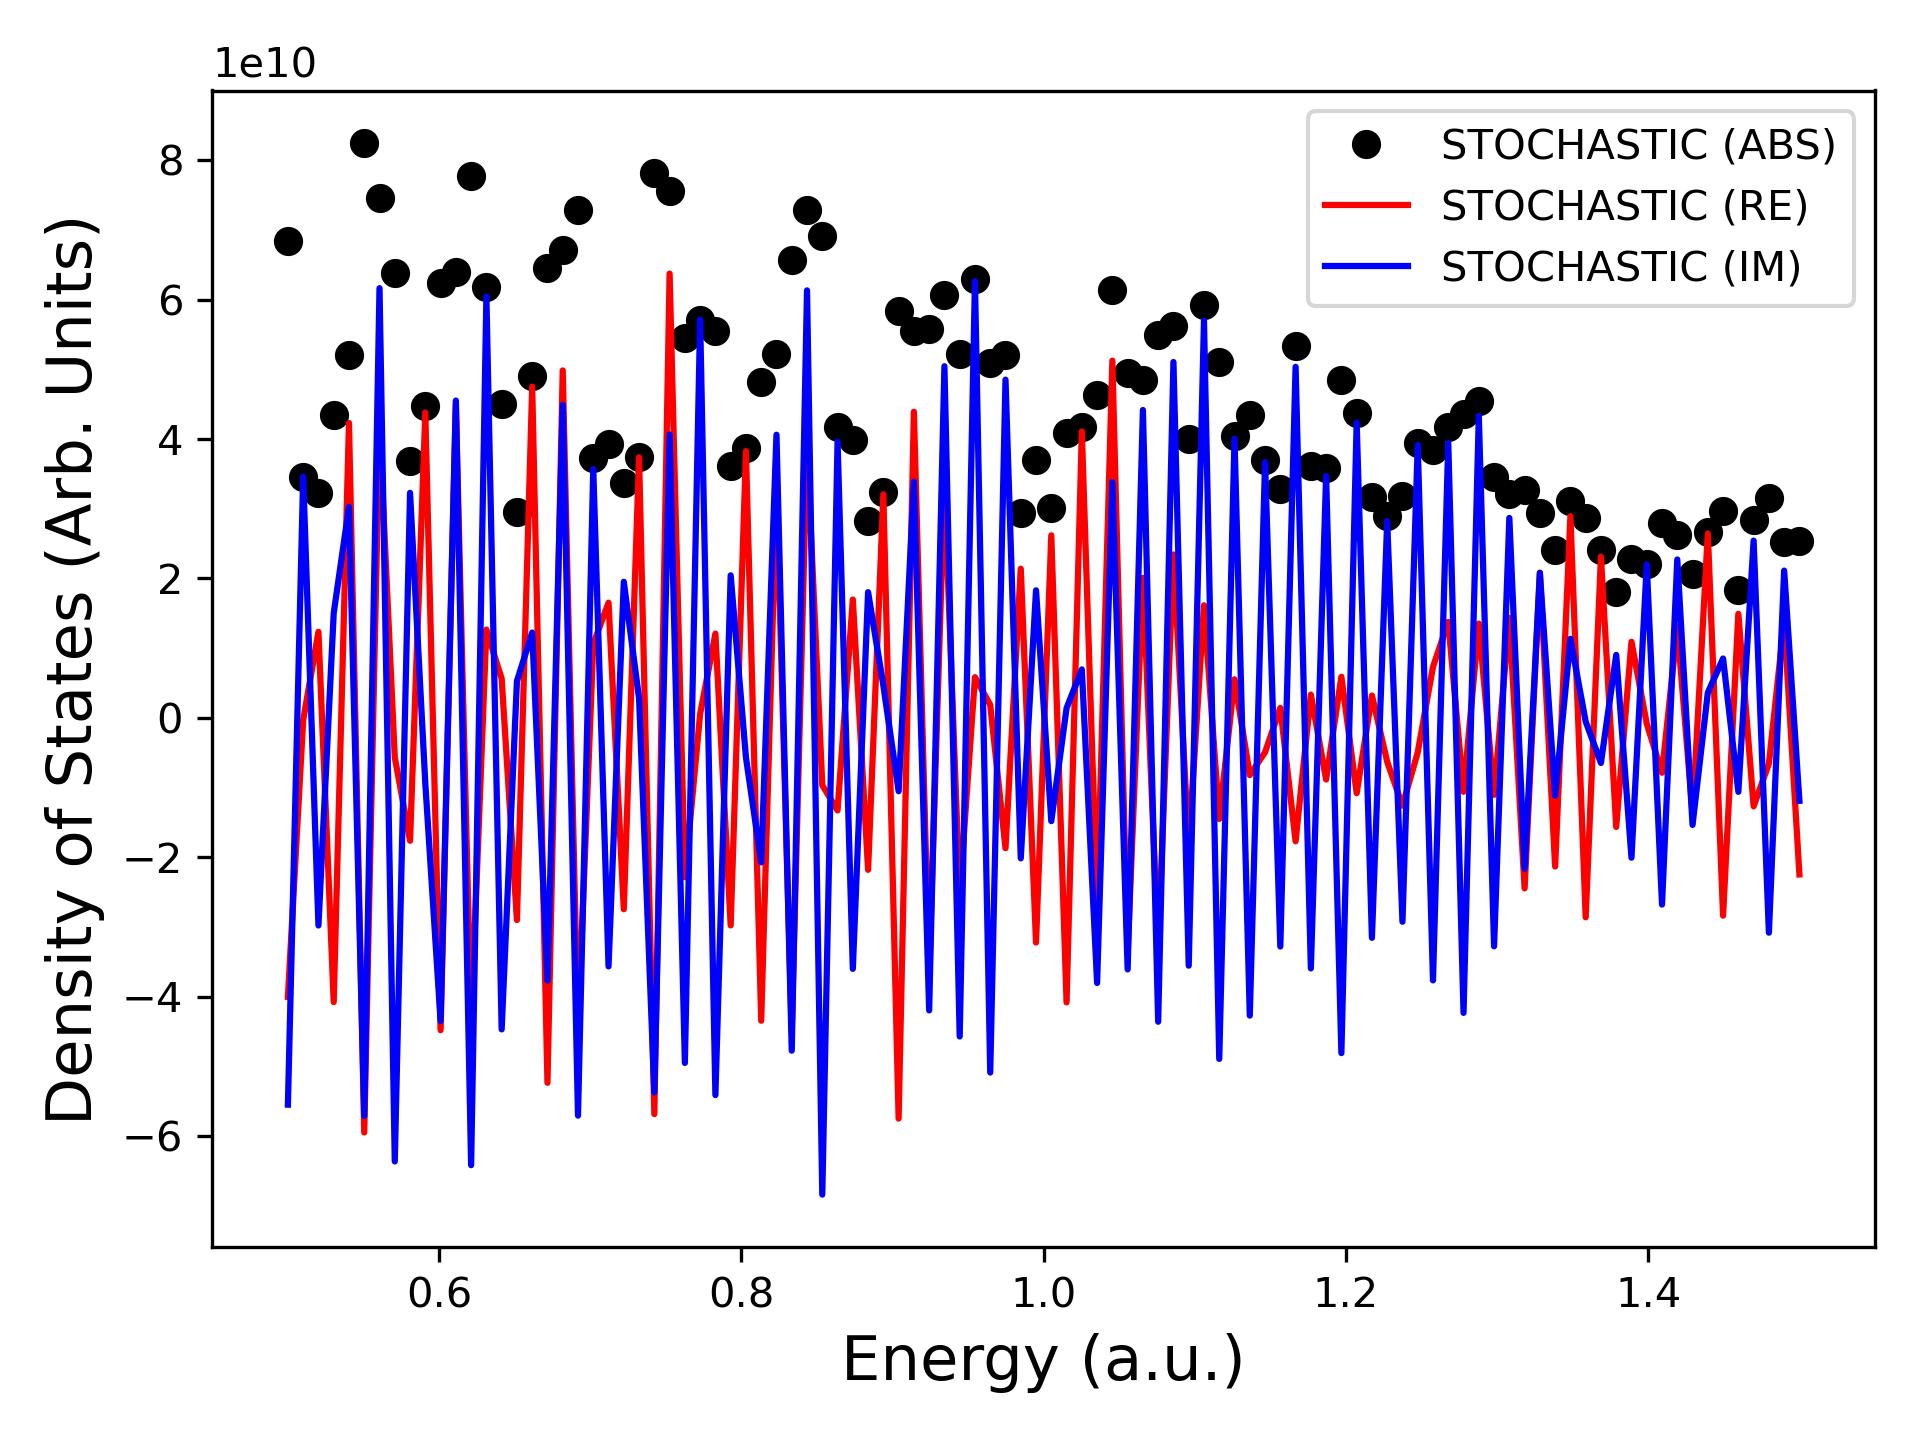 1e10
8
6
4
2
0
−2
−4
−6
Density of States (Arb. Units)
STOCHASTIC (ABS)
STOCHASTIC (RE)
STOCHASTIC (IM)
0.6 0.8 1.0 1.2 1.4
Energy (a.u.)